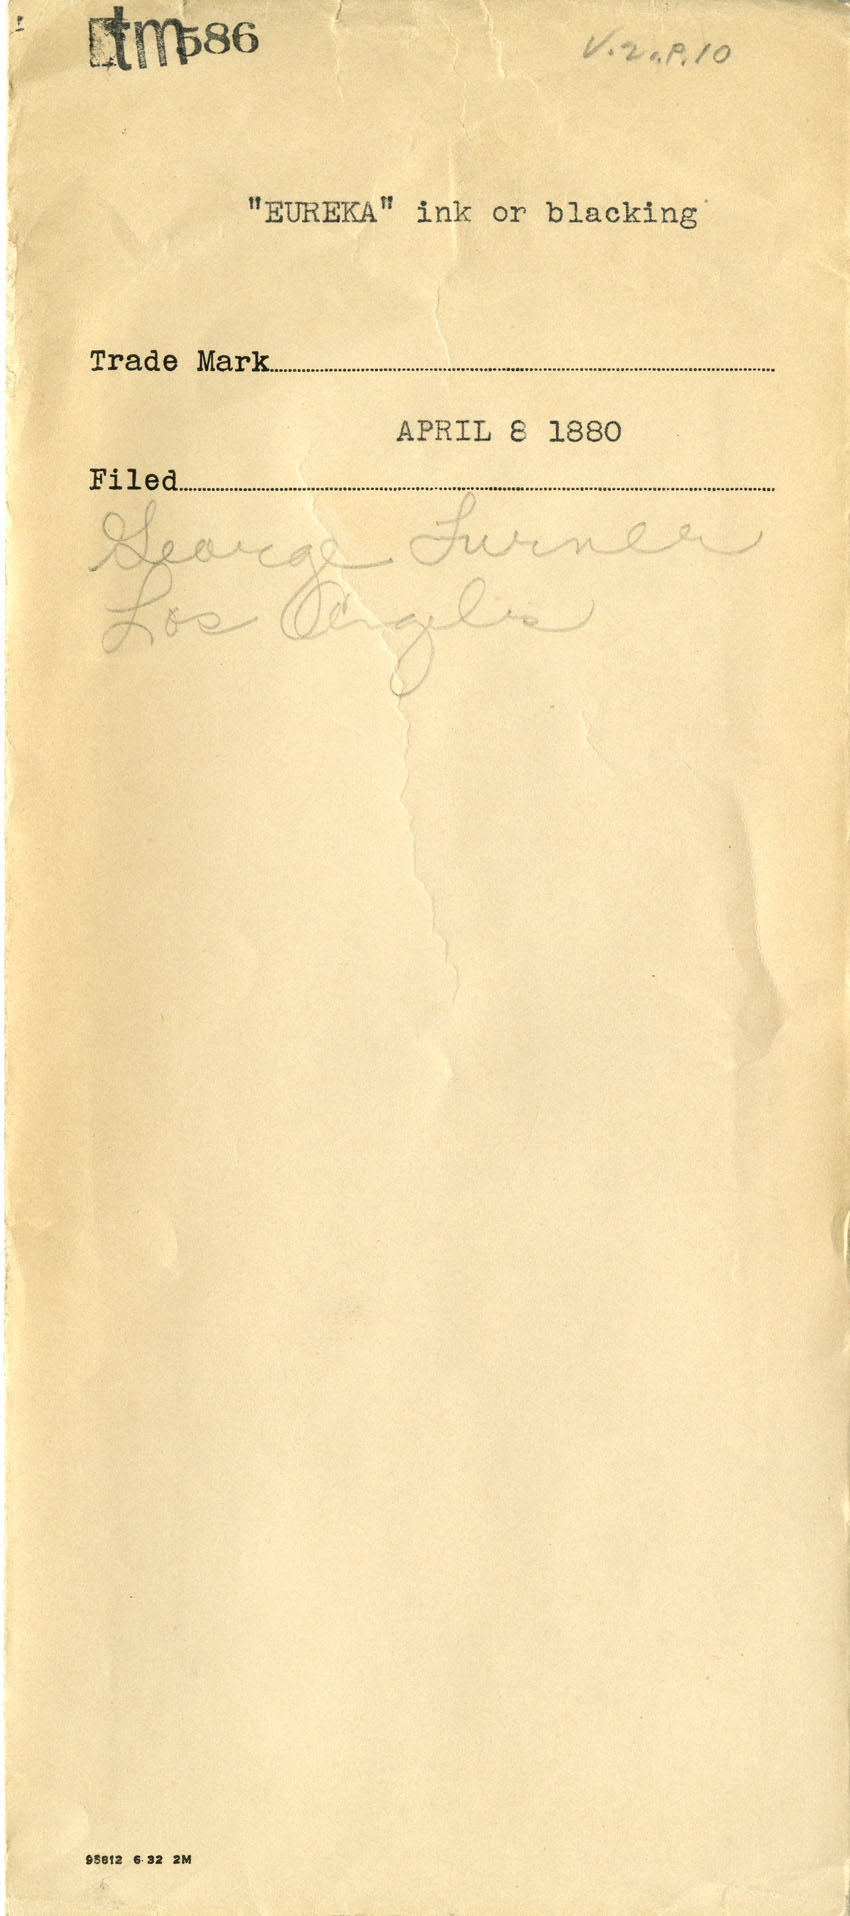 tm586
V.2.P.10
"EUREKA" ink or blacking
Trade Mark
APRIL 8 1880
Filed
George Turner
Los Angeles
95812 6-32 2M